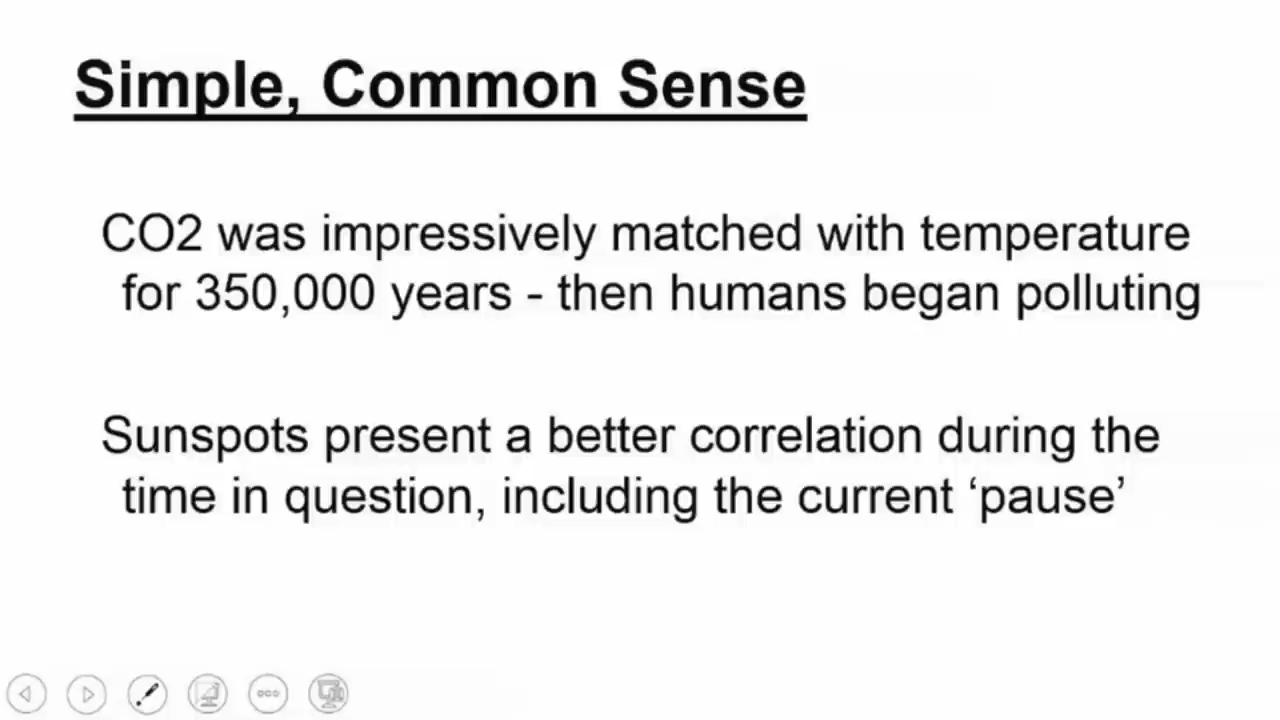 Simple, Common Sense
CO2 was impressively matched with temperature
for 350,000 years - then humans began polluting
Sunspots present a better correlation during the
time in question, including the current ‘pause’